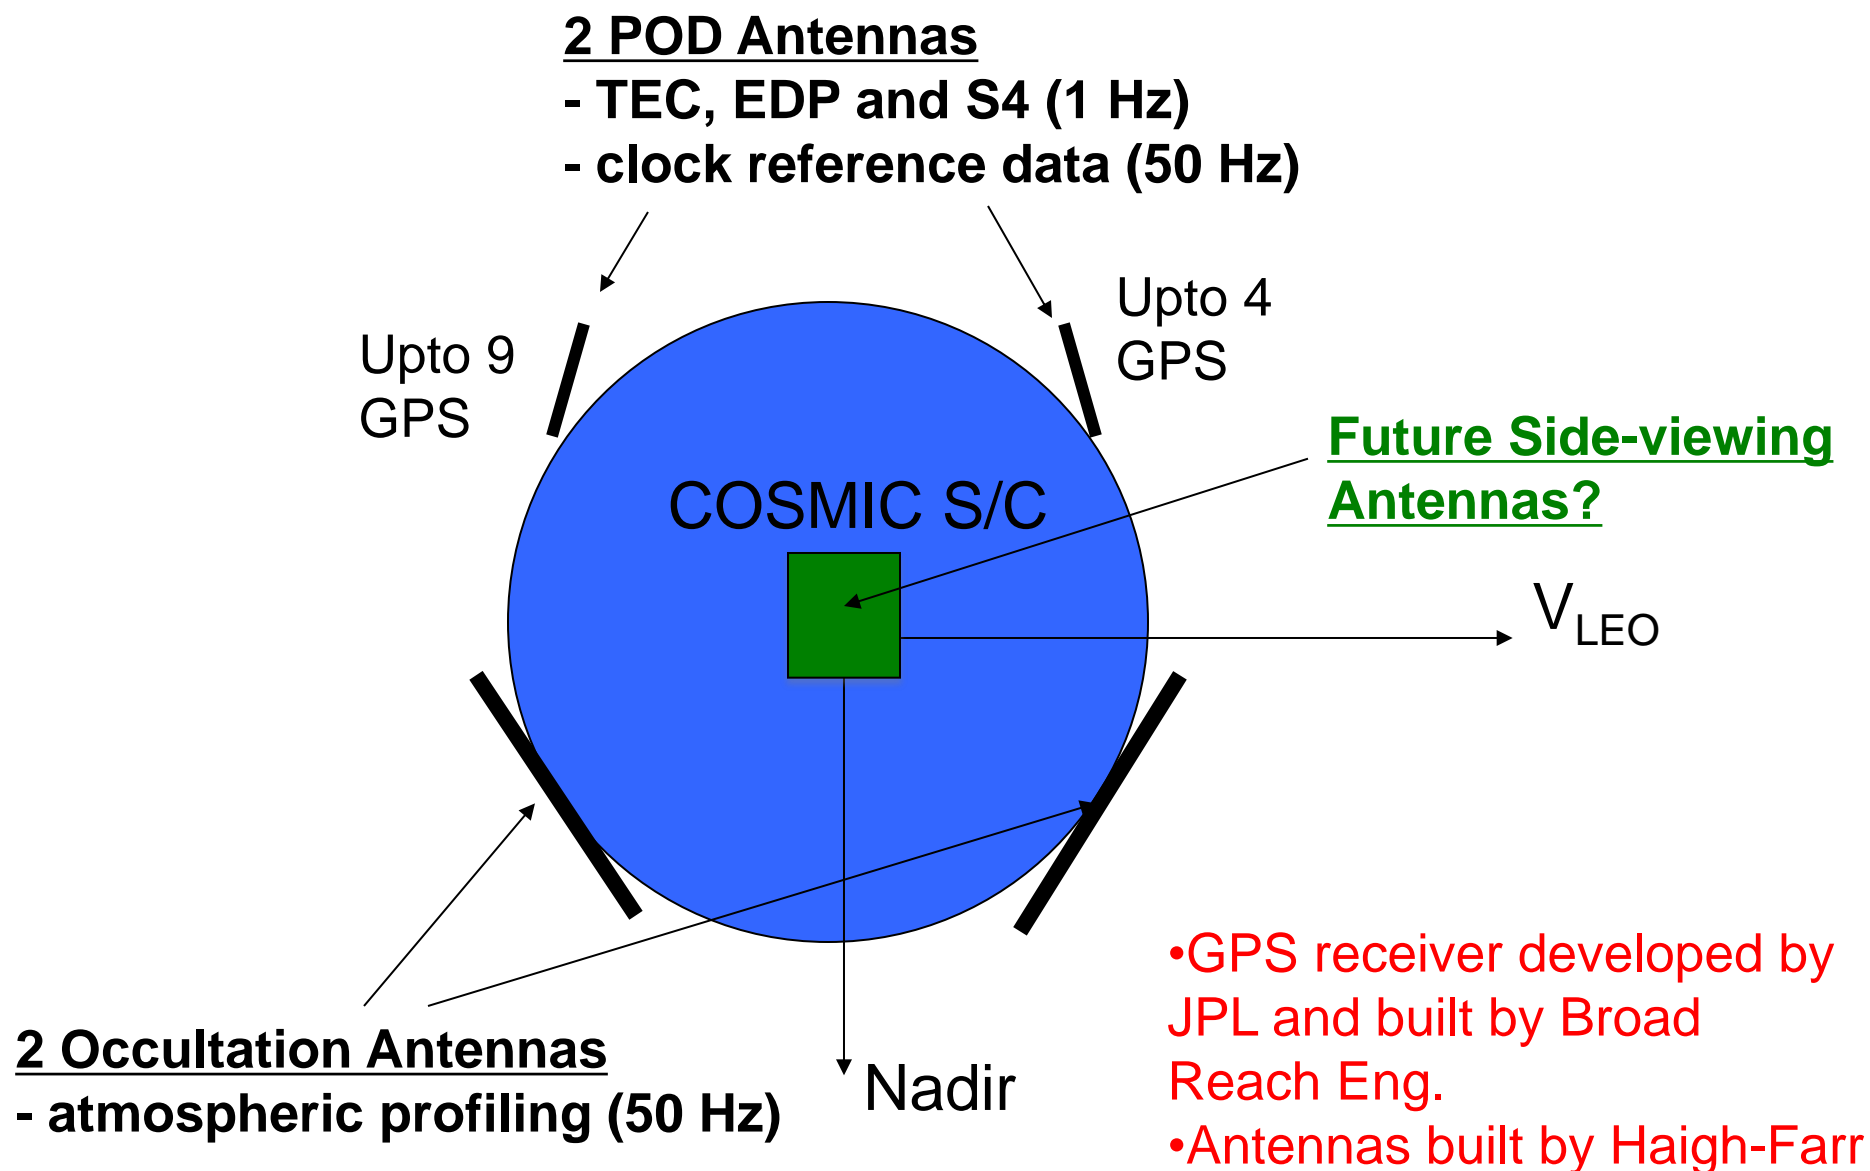 2 POD Antennas
- TEC, EDP and S4 (1 Hz)
- clock reference data (50 Hz)
Upto 9
GPS
Upto 4
GPS
Future Side-viewing
Antennas?
COSMIC S/C
VLEO
2 Occultation Antennas
- atmospheric profiling (50 Hz)
Nadir
•GPS receiver developed by
JPL and built by Broad
Reach Eng.
•Antennas built by Haigh-Farr